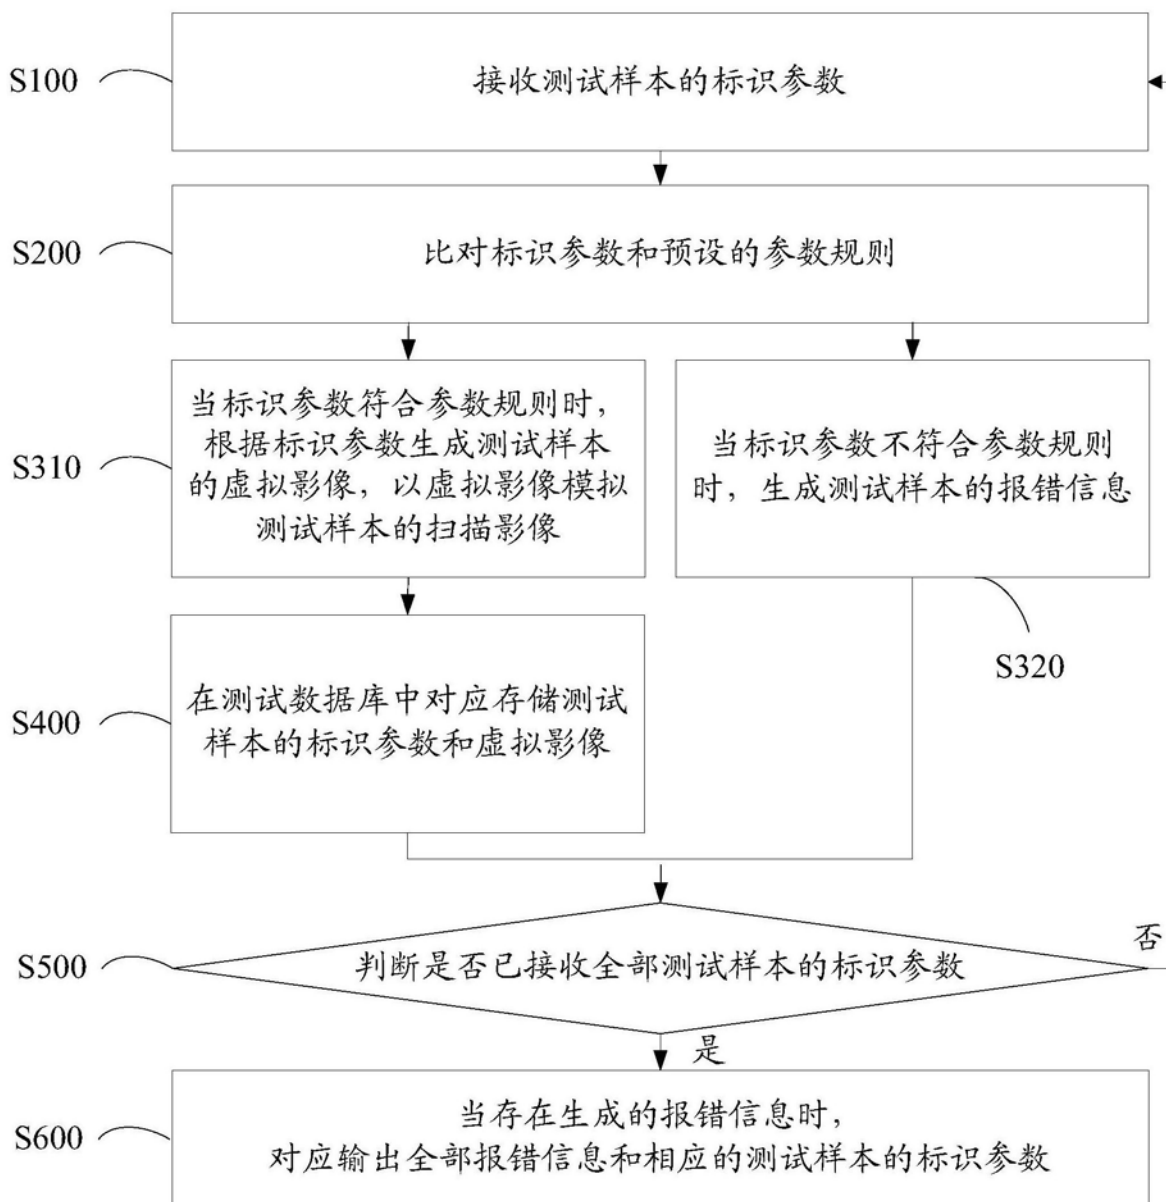 S100
接收测试样本的标识参数
S200
比对标识参数和预设的参数规则
S310
当标识参数符合参数规则时，
根据标识参数生成测试样本
的虚拟影像，以虚拟影像模拟
测试样本的扫描影像
当标识参数不符合参数规则
时，生成测试样本的报错信息
S320
S400
在测试数据库中对应存储测试
样本的标识参数和虚拟影像
S500
判断是否已接收全部测试样本的标识参数
否
是
S600
当存在生成的报错信息时，
对应输出全部报错信息和相应的测试样本的标识参数